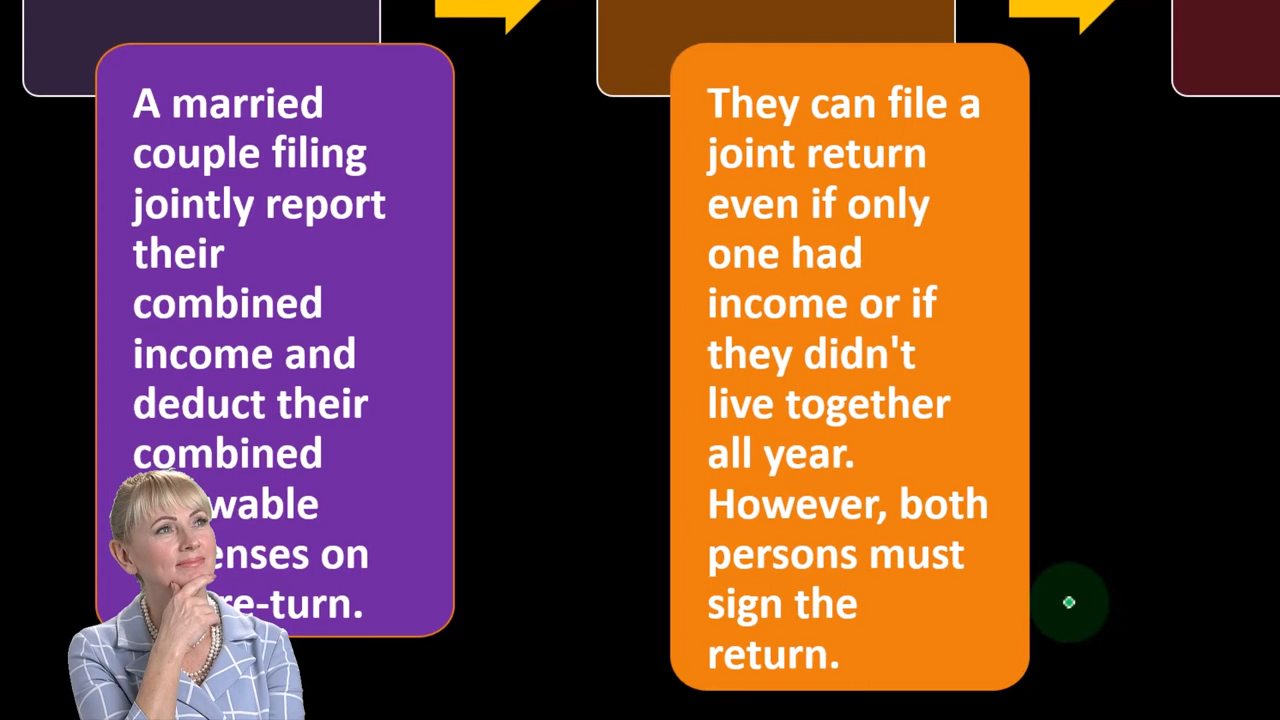 A married
couple filing
jointly report
their
combined
income and
deduct their
combined
wable
enses on
re-turn.
They can file a
joint return
even if only
one had
income or if
they didn't
live together
all year.
However, both
persons must
sign the
return.